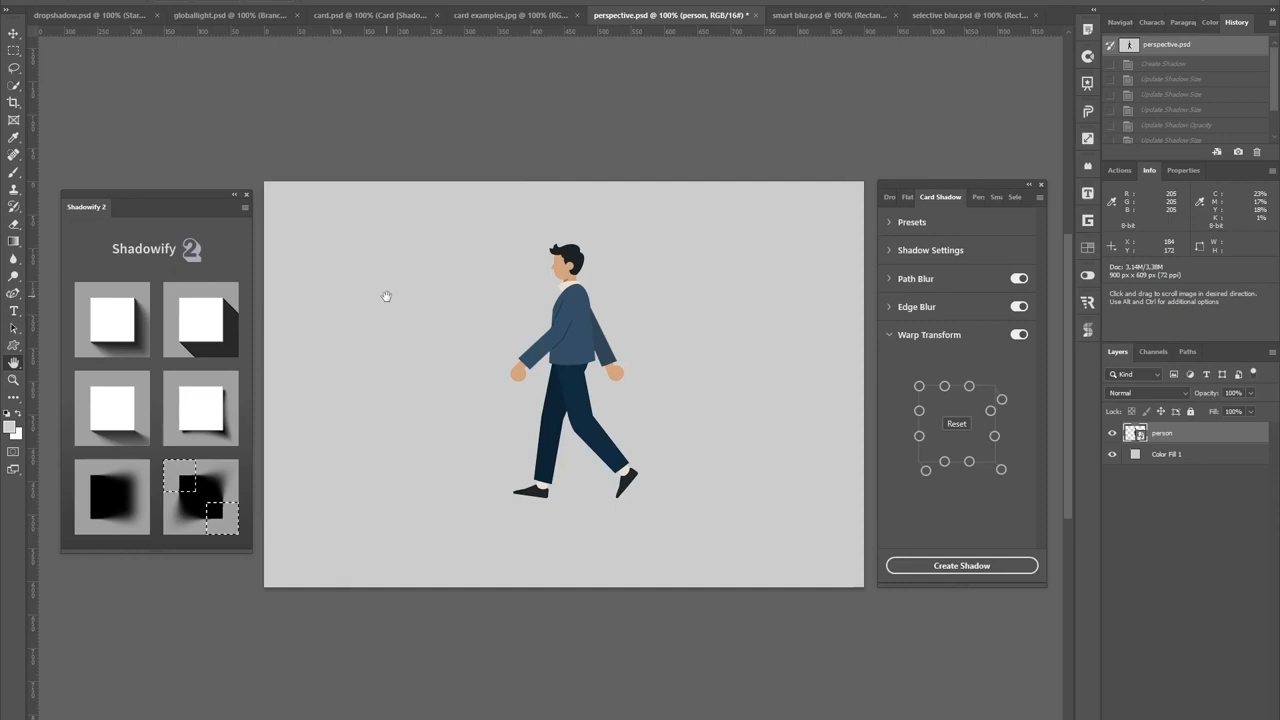 dropshadow.psd @ 100% (Star... × globallight.psd @ 100% (Branc... × card.psd @ 100% (Card ]Shado... × card examples.jpg @ 100% (RG... × perspective.psd @ 100% (person, RGB/16#) * × smart blur.psd @ 100% (Rectan... × selective blur.psd @ 100% (Rect... ×
Navigat Charac Paragra Color History
perspective.psd
Create Shadow
Update Shadow Size
Update Shadow Size
Update Shadow Size
Update Shadow Opacity
Update Shadow Size
Actions Info Properties
R : 205
G : 205
B : 205
8-bit
C : 23%
M : 17%
Y : 18%
K : 1%
8-bit
X : 184
Y : 172
W :
H :
Doc: 3.14M/3.38M
900 px x 609 px (72 ppi)
Click and drag to scroll image in desired direction.
Use Alt and Ctrl for additional options
Layers Channels Paths
Kind
Normal Opacity: 100%
Lock: Fill: 100%
person
Color Fill 1
Shadowify 2
Shadowify 2
Dro Flat Card Shadow Per Sma Sele
Presets
Shadow Settings
Path Blur
Edge Blur
Warp Transform
Reset
Create Shadow